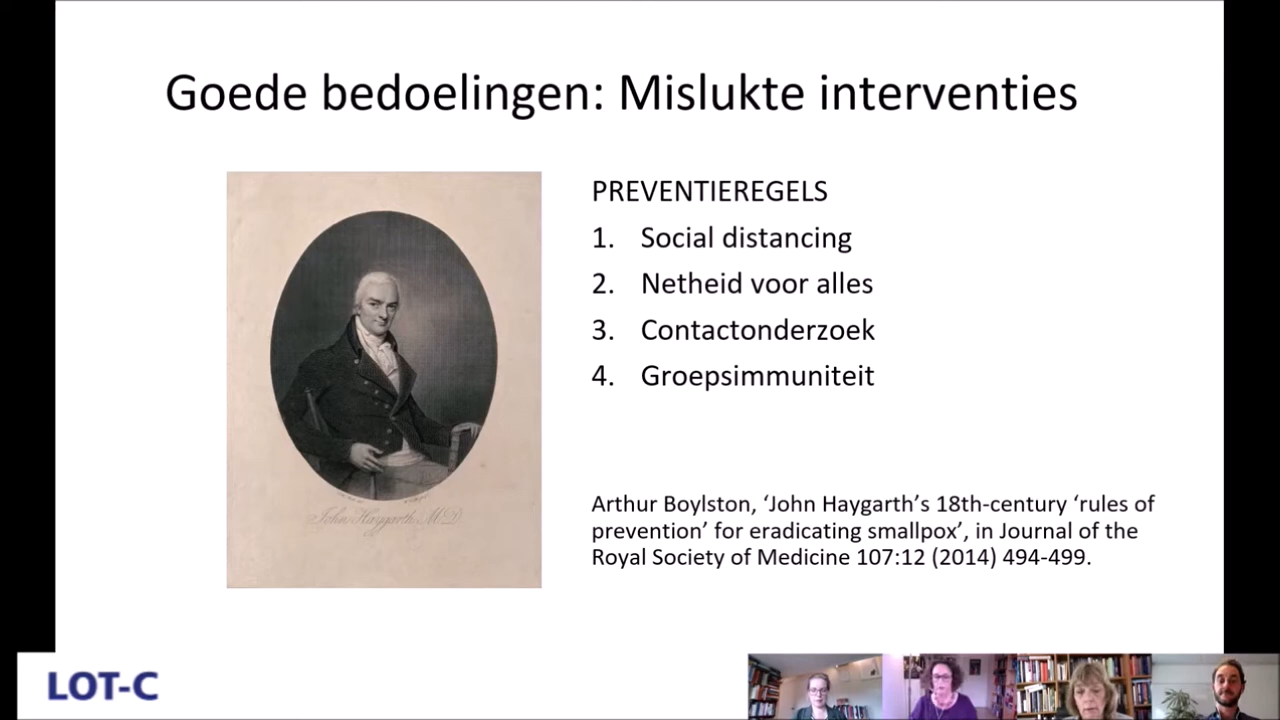 Goede bedoelingen: Mislukte interventies
PREVENTIEREGELS
1. Social distancing
2. Netheid voor alles
3. Contactonderzoek
4. Groepsimmuniteit
John Haygarth M.D.
Arthur Boylston, ‘John Haygarth’s 18th-century ‘rules of
prevention’ for eradicating smallpox’, in Journal of the
Royal Society of Medicine 107:12 (2014) 494-499.
LOT-C